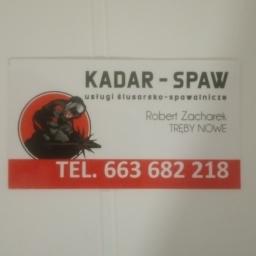 KADAR - SPAW
usługi ślusarsko-spawalnicze
Robert Zacharek
TRĘBY NOWE
TEL. 663 682 218